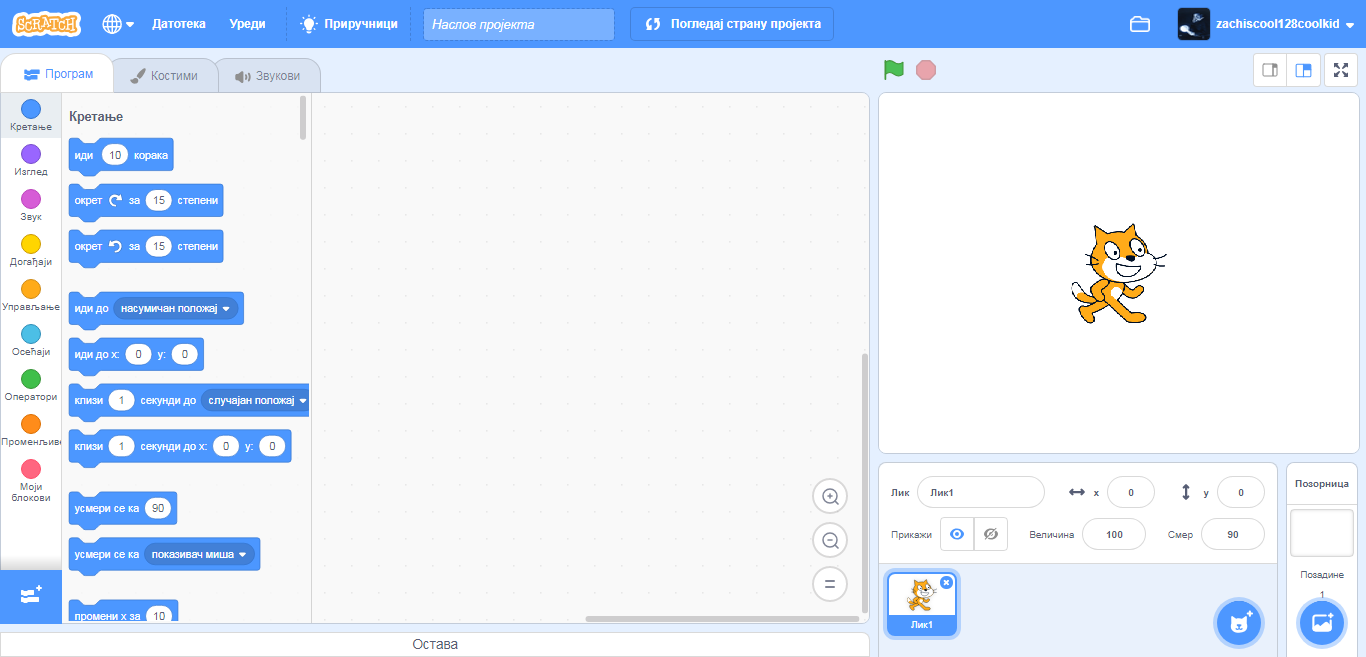 SCRATCH
Датотека
Уреди
Приручници
Наслов пројекта
Погледај страну пројекта
zachiscool128coolkid
Програм
Костими
Звукови
Кретање
Изглед
Звук
Догађаји
Управљање
Осећаји
Оператори
Променљиве
Моји
блокови
Кретање
иди 10 корака
окрет за 15 степени
окрет за 15 степени
иди до насумичан положај
иди до x: 0 y: 0
клизи 1 секунди до случајан положај
клизи 1 секунди до x: 0 y: 0
усмери се ка 90
усмери се ка показивач миша
промени x за 10
Остава
Лик Лик1 x 0 y 0
Прикажи Величина 100 Смер 90
Лик1
Позорница
Позадине
1